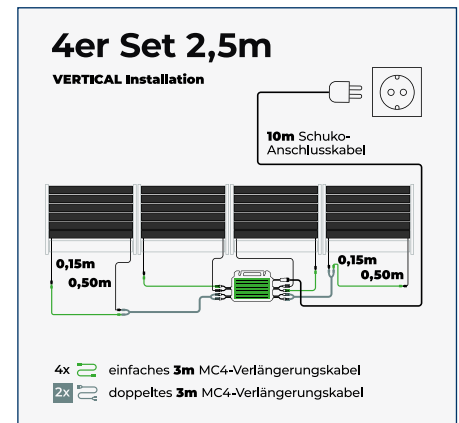 4er Set 2,5m
VERTICAL Installation
10m Schuko-
Anschlusskabel
0,15m
0,50m
0,15m
0,50m
4x einfaches 3m MC4-Verlängerungskabel
2x doppeltes 3m MC4-Verlängerungskabel